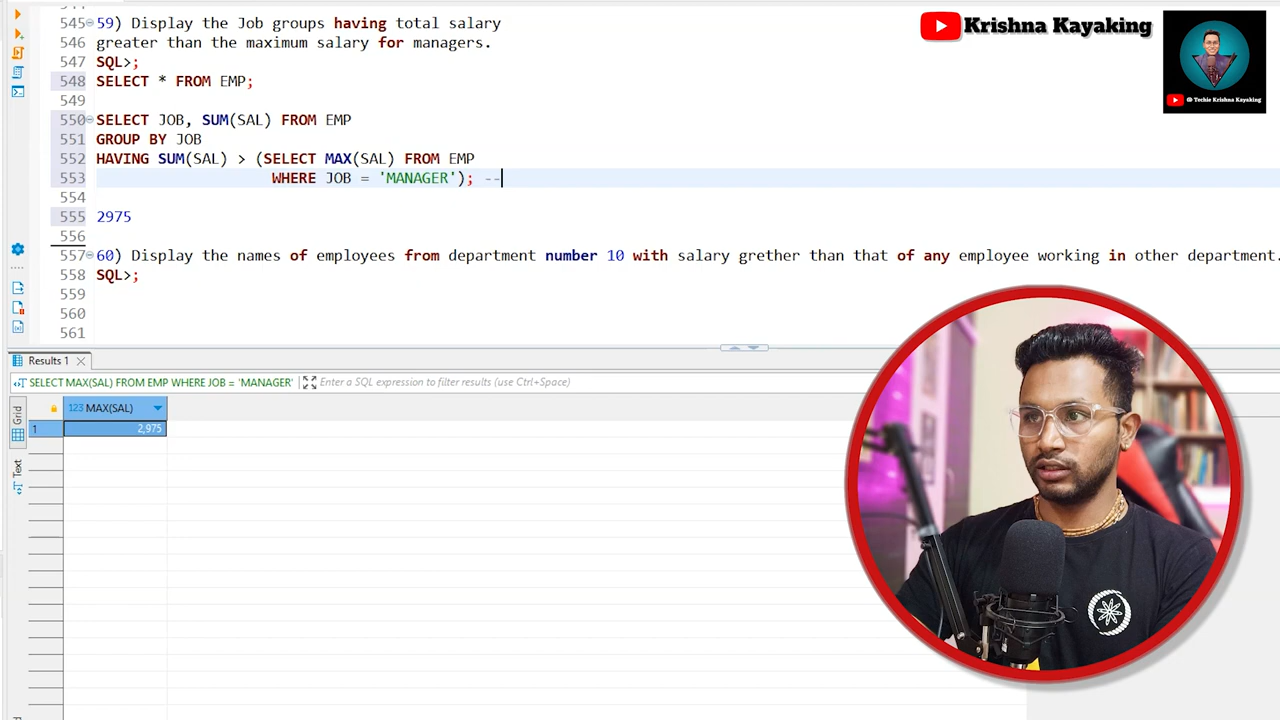 Krishna Kayaking
@ Techie Krishna Kayaking
545 59) Display the Job groups having total salary
546 greater than the maximum salary for managers.
547 SQL>;
548 SELECT * FROM EMP;
549
550 SELECT JOB, SUM(SAL) FROM EMP
551 GROUP BY JOB
552 HAVING SUM(SAL) > (SELECT MAX(SAL) FROM EMP
553 WHERE JOB = 'MANAGER'); --
554
555 2975
556
557 60) Display the names of employees from department number 10 with salary grether than that of any employee working in other department.
558 SQL>;
559
560
561
Results 1
SELECT MAX(SAL) FROM EMP WHERE JOB = 'MANAGER' Enter a SQL expression to filter results (use Ctrl+Space)
Grid
Text
123 MAX(SAL)
1 2,975